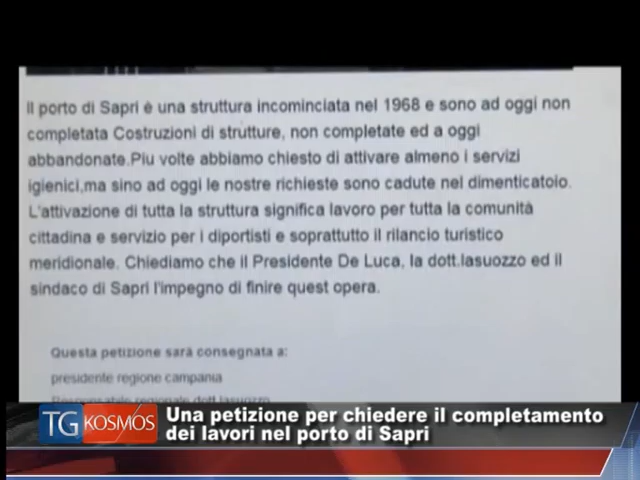 Il porto di Sapri è una struttura incominciata nel 1968 e sono ad oggi non
completata Costruzioni di strutture, non completate ed a oggi
abbandonate.Piu volte abbiamo chiesto di attivare almeno i servizi
igienici,ma sino ad oggi le nostre richieste sono cadute nel dimenticatoio.
L'attivazione di tutta la struttura significa lavoro per tutta la comunità
cittadina e servizio per i diportisti e soprattutto il rilancio turistico
meridionale. Chiediamo che il Presidente De Luca, la dott.Iasuozzo ed il
sindaco di Sapri l'impegno di finire quest opera.
Questa petizione sarà consegnata a:
presidente regione campania
Responsabile regionale dott.Iasuozzo
TG KOSMOS
Una petizione per chiedere il completamento
dei lavori nel porto di Sapri